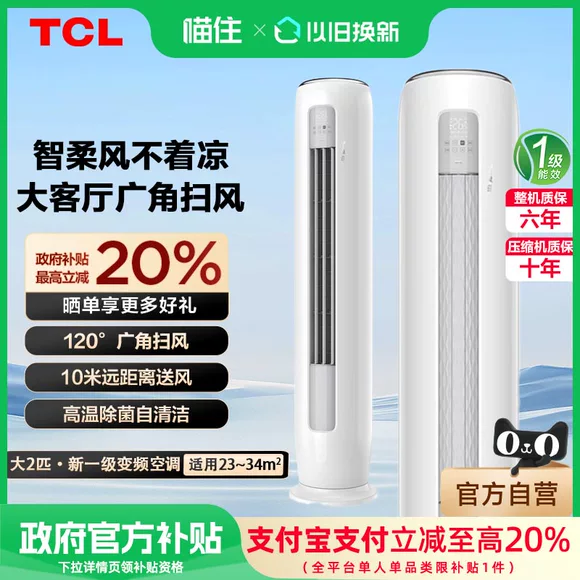 TCL
喵住 × 以旧换新
智柔风不着凉
大客厅广角扫风
政府补贴
最高立减
20%
晒单享更多好礼
120°广角扫风
10米远距离送风
高温除菌自清洁
1级
能效
整机质保
六年
压缩机质保
十年
大2匹·新一级变频空调 适用23~34m²
官方自营
政府官方补贴
下拉详情页领补贴资格
支付宝支付立减至高20%
(全平台单人单品类限补贴1件)